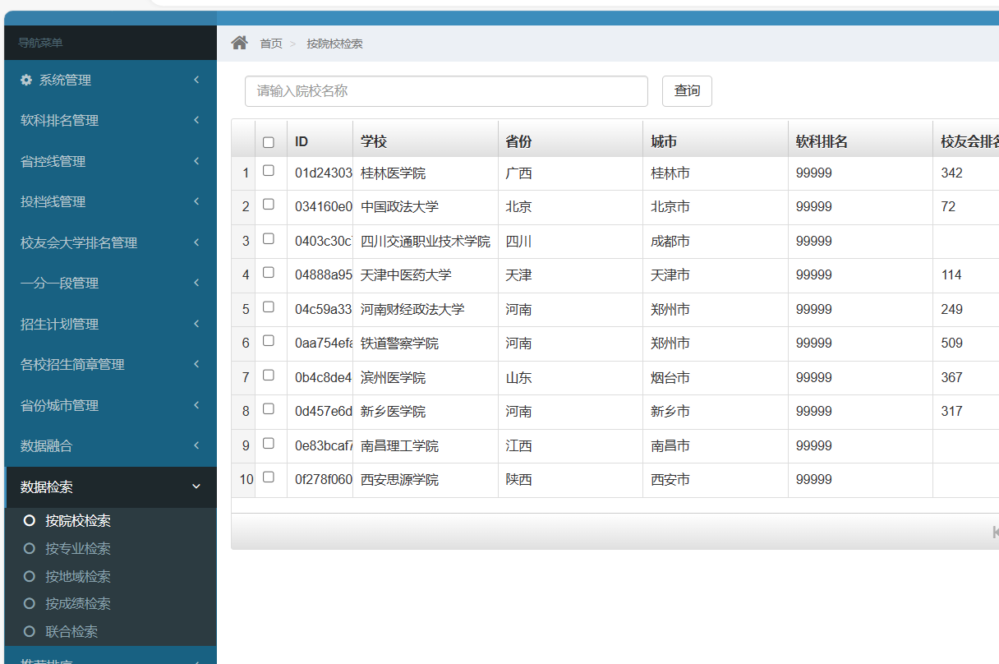 导航菜单
首页 > 按院校检索
系统管理
软科排名管理
省控线管理
投档线管理
校友会大学排名管理
一分一段管理
招生计划管理
各校招生简章管理
省份城市管理
数据融合
数据检索
按院校检索
按专业检索
按地域检索
按成绩检索
联合检索
请输入院校名称 查询
ID 学校 省份 城市 软科排名 校友会排名
1 01d24303 桂林医学院 广西 桂林市 99999 342
2 034160e0 中国政法大学 北京 北京市 99999 72
3 0403c30c 四川交通职业技术学院 四川 成都市 99999
4 04888a95 天津中医药大学 天津 天津市 99999 114
5 04c59a33 河南财经政法大学 河南 郑州市 99999 249
6 0aa754efa 铁道警察学院 河南 郑州市 99999 509
7 0b4c8de4 滨州医学院 山东 烟台市 99999 367
8 0d457e6d 新乡医学院 河南 新乡市 99999 317
9 0e83bcaf7 南昌理工学院 江西 南昌市 99999
10 0f278f060 西安思源学院 陕西 西安市 99999